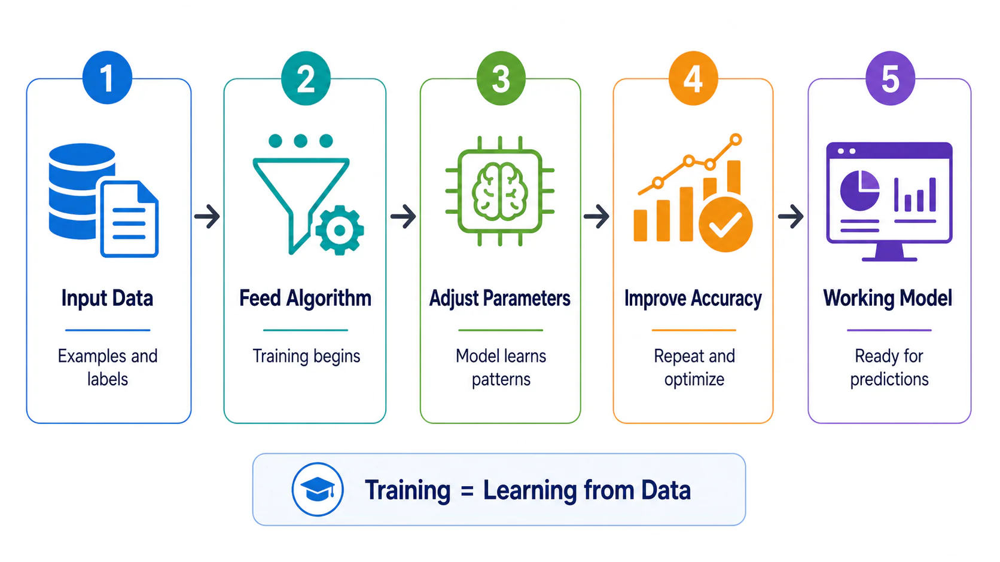 1
2
3
4
5
Input Data
Examples and
labels
Feed Algorithm
Training begins
Adjust Parameters
Model learns
patterns
Improve Accuracy
Repeat and
optimize
Working Model
Ready for
predictions
Training = Learning from Data